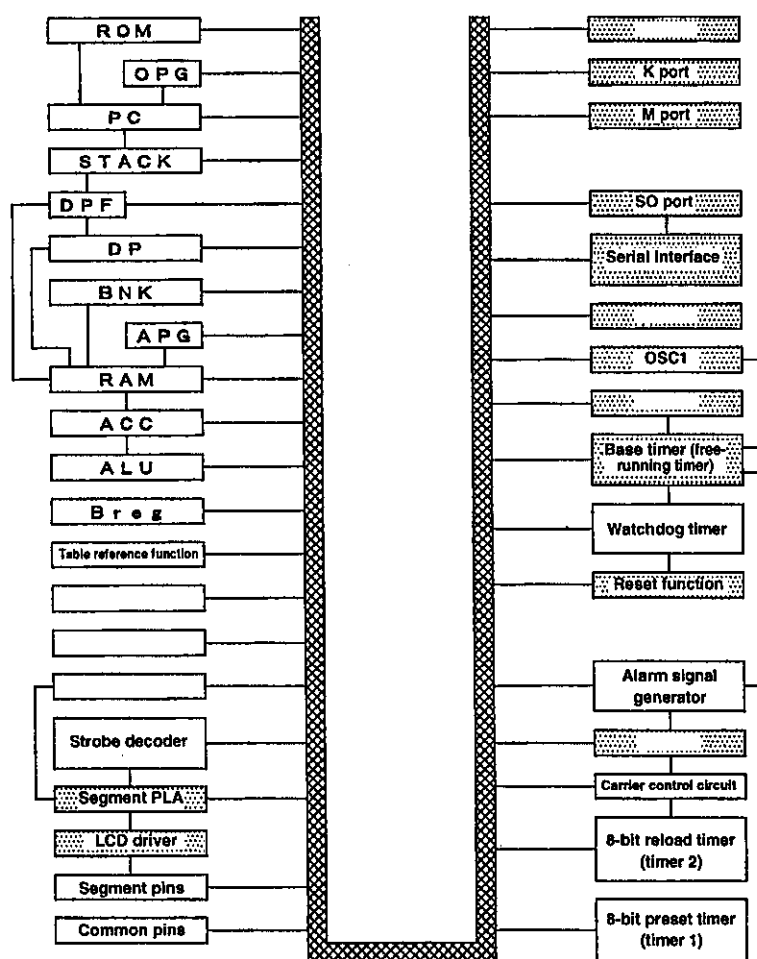 ROM
OPG
PC
STACK
DPF
DP
BNK
APG
RAM
ACC
ALU
Breg
Table reference function
Strobe decoder
Segment PLA
LCD driver
Segment pins
Common pins
K port
M port
SO port
Serial Interface
OSC1
Base timer (free-
running timer)
Watchdog timer
Reset function
Alarm signal
generator
Carrier control circuit
8-bit reload timer
(timer 2)
8-bit preset timer
(timer 1)